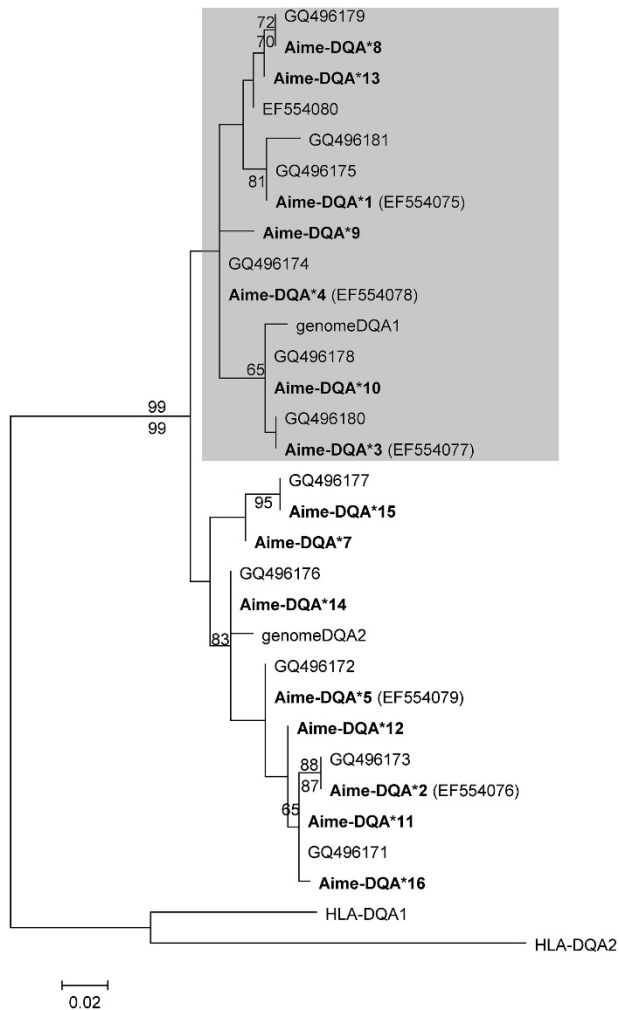 GQ496179
72
70
Aime-DQA*8
Aime-DQA*13
EF554080
GQ496181
GQ496175
81
Aime-DQA*1 (EF554075)
Aime-DQA*9
GQ496174
Aime-DQA*4 (EF554078)
genomeDQA1
GQ496178
65
Aime-DQA*10
99
GQ496180
99
Aime-DQA*3 (EF554077)
GQ496177
95
Aime-DQA*15
Aime-DQA*7
GQ496176
Aime-DQA*14
83
genomeDQA2
GQ496172
Aime-DQA*5 (EF554079)
Aime-DQA*12
88
GQ496173
87
Aime-DQA*2 (EF554076)
65
Aime-DQA*11
GQ496171
Aime-DQA*16
HLA-DQA1
HLA-DQA2
0.02